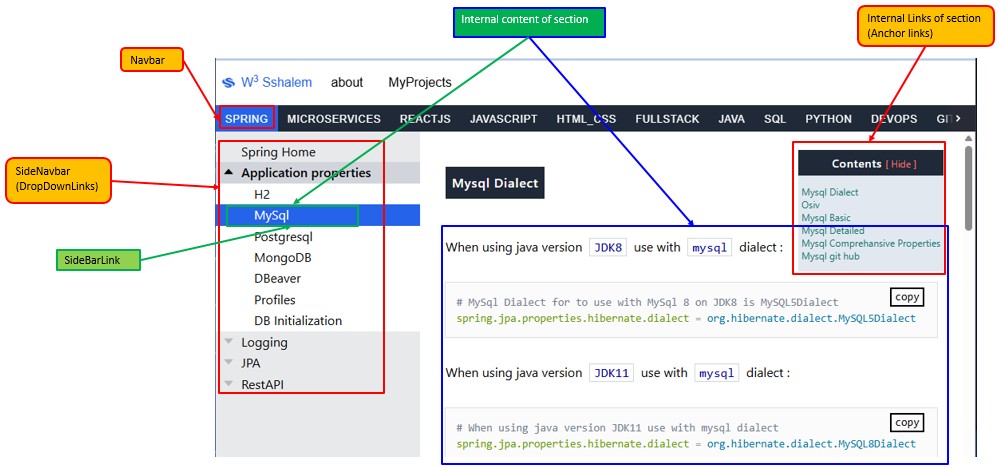 Internal content of section
Internal Links of section
(Anchor links)
Navbar
W³ Sshalem about MyProjects
SPRING MICROSERVICES REACTJS JAVASCRIPT HTML_CSS FULLSTACK JAVA SQL PYTHON DEVOPS GIT
SideNavbar
(DropDownLinks)
Spring Home
Application properties
H2
MySql
Postgresql
MongoDB
DBeaver
Profiles
DB Initialization
Logging
JPA
RestAPI
SideBarLink
Mysql Dialect
Contents [ Hide ]
Mysql Dialect
Osiv
Mysql Basic
Mysql Detailed
Mysql Comprehansive Properties
Mysql git hub
When using java version JDK8 use with mysql dialect :
copy
# MySql Dialect for to use with MySql 8 on JDK8 is MySQL5Dialect
spring.jpa.properties.hibernate.dialect = org.hibernate.dialect.MySQL5Dialect
When using java version JDK11 use with mysql dialect :
copy
# When using java version JDK11 use with mysql dialect
spring.jpa.properties.hibernate.dialect = org.hibernate.dialect.MySQL8Dialect